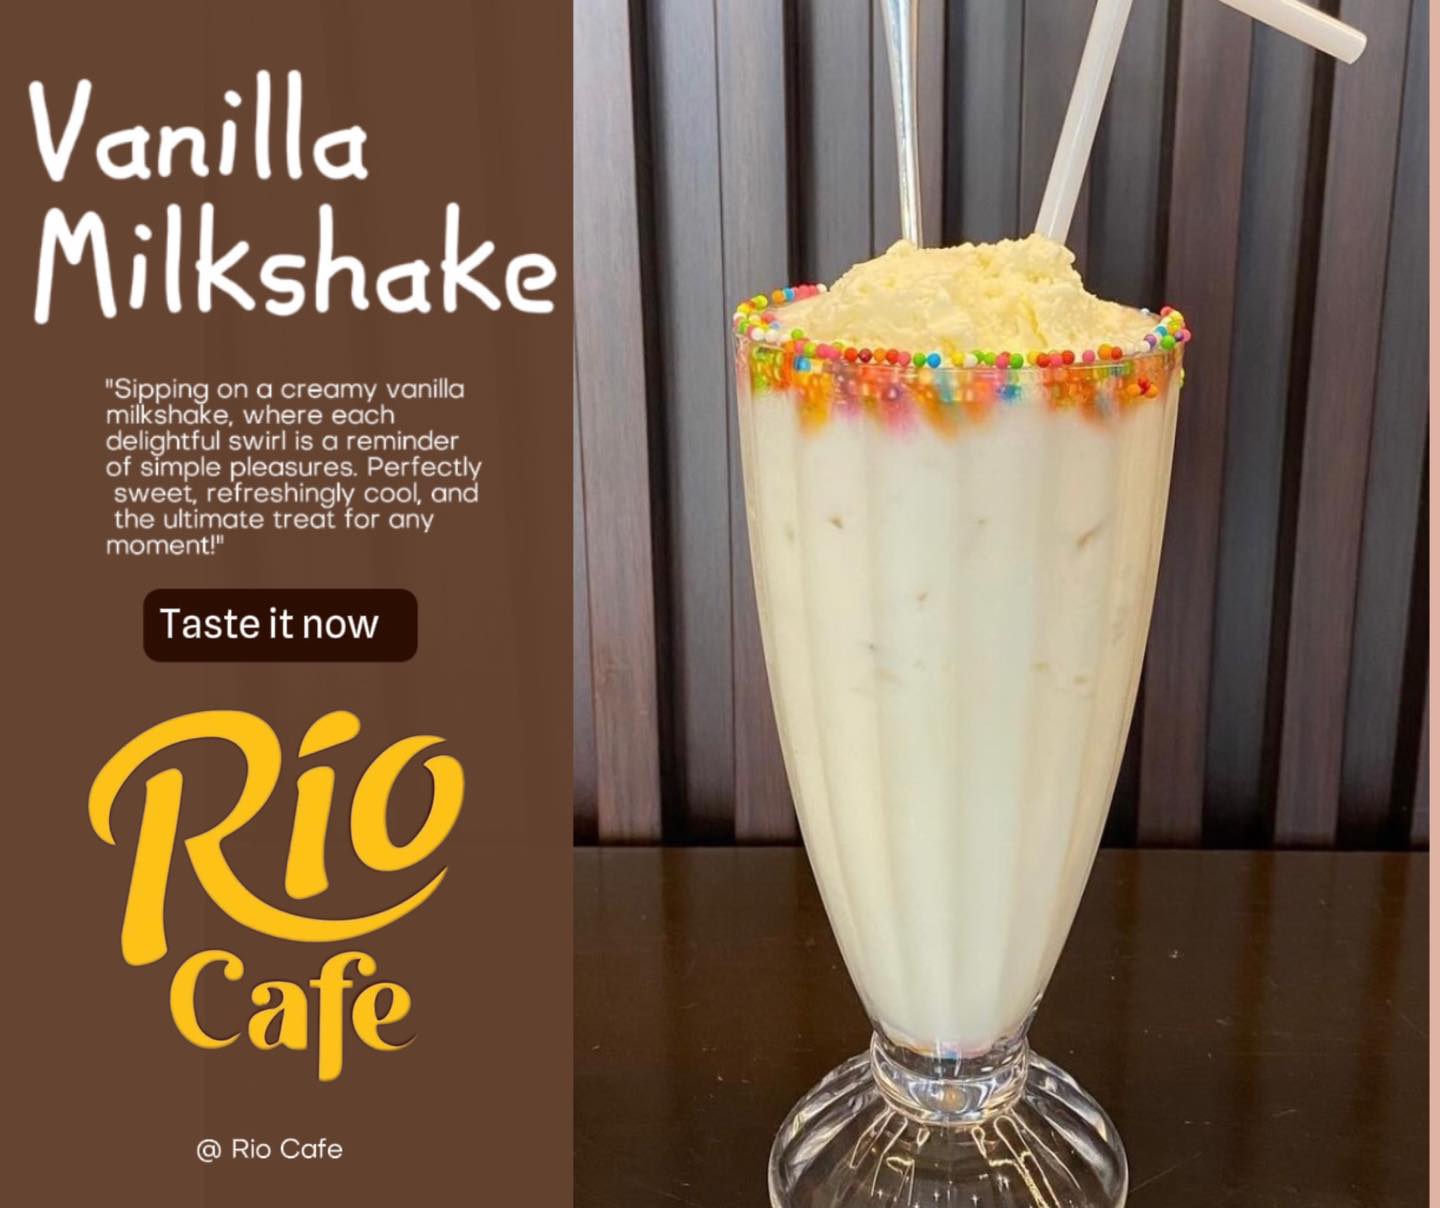 Vanilla
Milkshake
"Sipping on a creamy vanilla
milkshake, where each
delightful swirl is a reminder
of simple pleasures. Perfectly
sweet, refreshingly cool, and
the ultimate treat for any
moment!"
Taste it now
Rio
Cafe
@ Rio Cafe